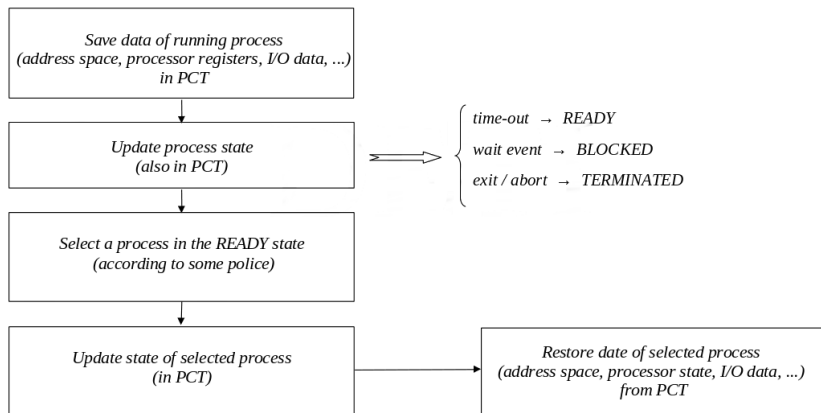 Save data of running process
(address space, processor registers, I/O data, ...)
in PCT
Update process state
(also in PCT)
time-out → READY
wait event → BLOCKED
exit / abort → TERMINATED
Select a process in the READY state
(according to some police)
Update state of selected process
(in PCT)
Restore date of selected process
(address space, processor state, I/O data, ...)
from PCT